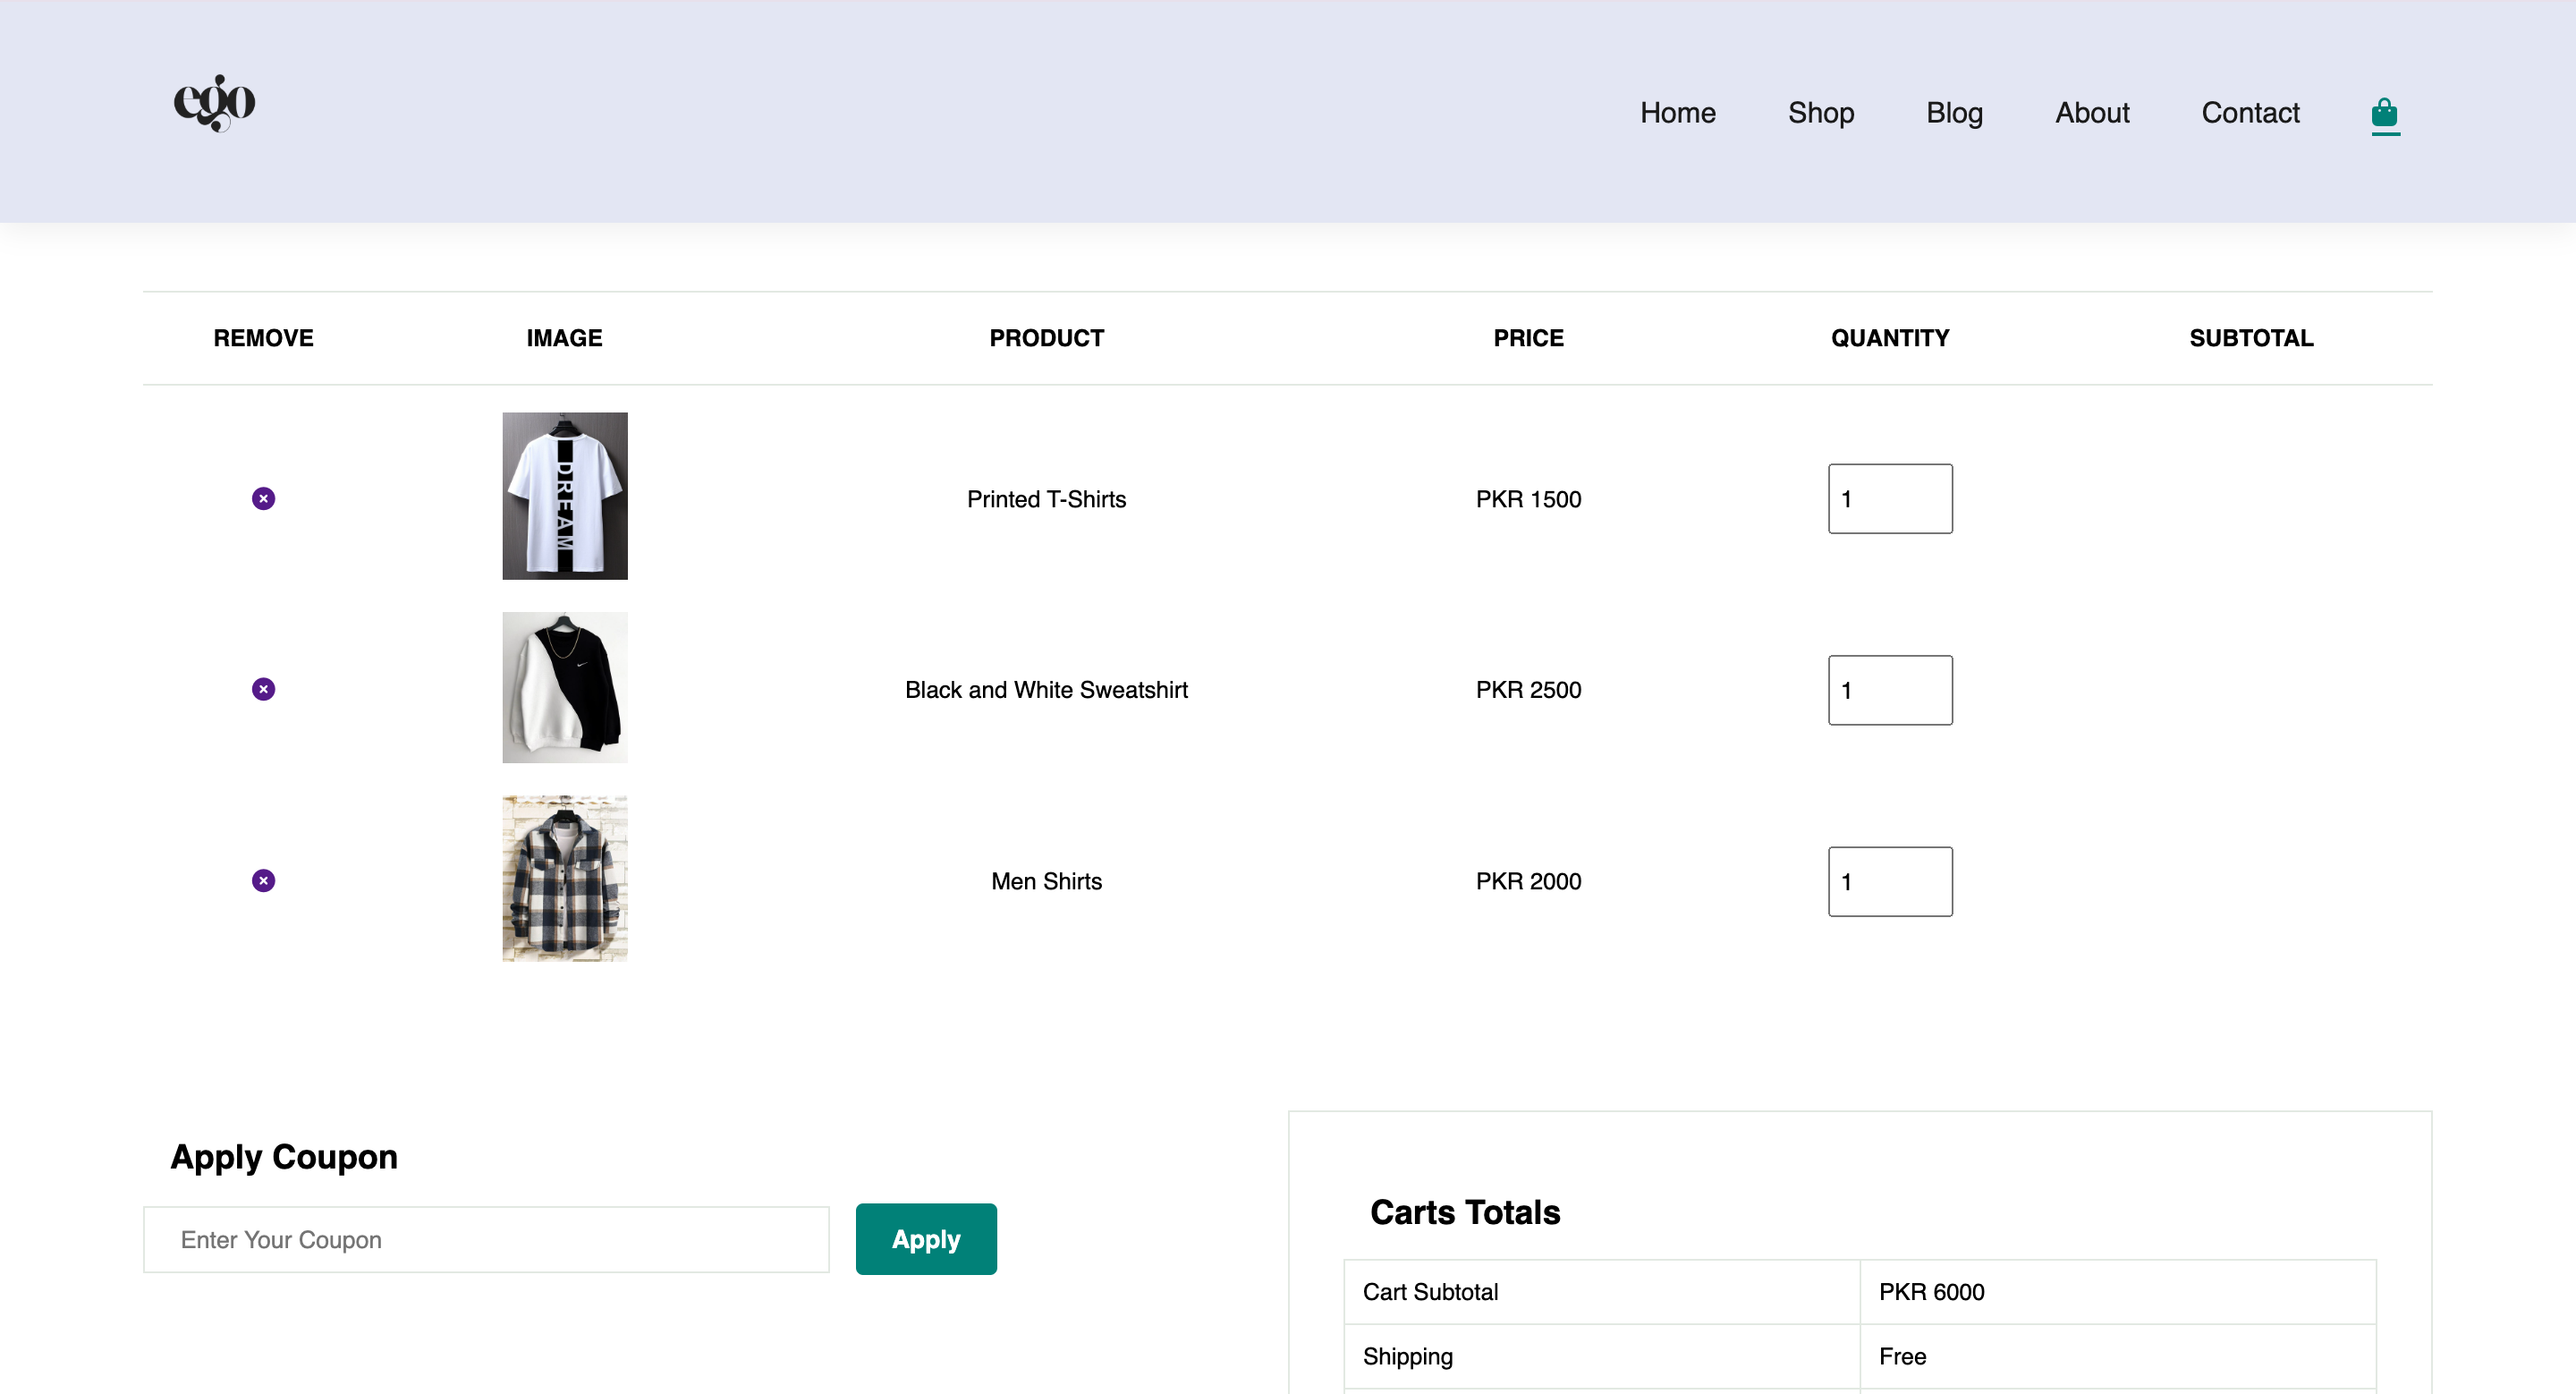 ego
Home Shop Blog About Contact
REMOVE IMAGE PRODUCT PRICE QUANTITY SUBTOTAL
DREAM
Printed T-Shirts PKR 1500 1
Black and White Sweatshirt PKR 2500 1
Men Shirts PKR 2000 1
Apply Coupon
Enter Your Coupon Apply
Carts Totals
Cart Subtotal PKR 6000
Shipping Free